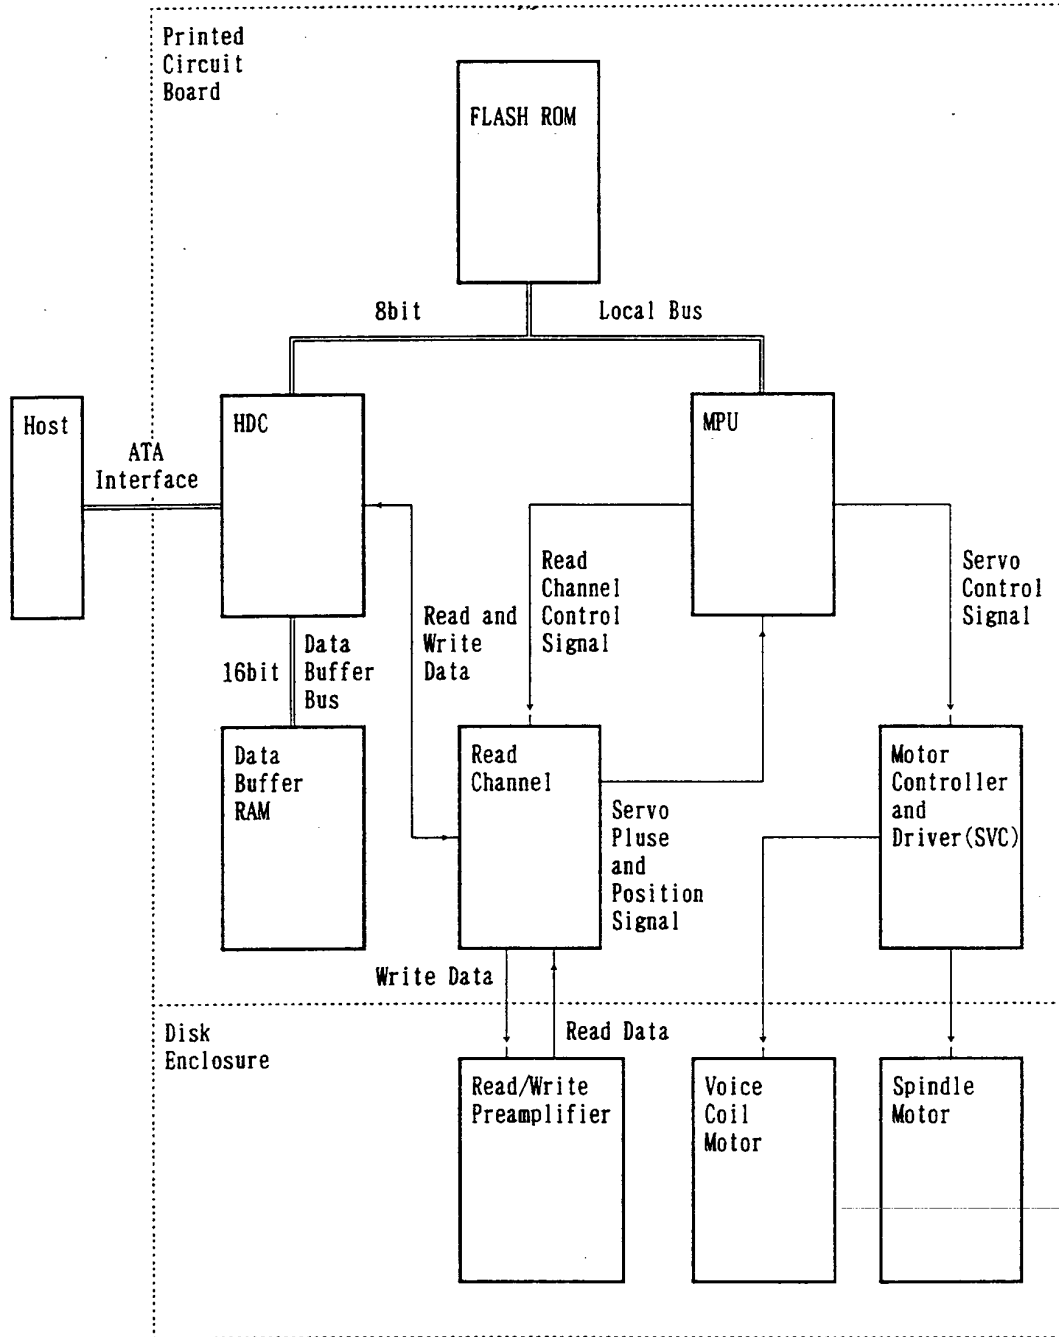 Printed
Circuit
Board
FLASH ROM
8bit
Local Bus
Host
ATA
Interface
HDC
MPU
Read
Channel
Control
Signal
Servo
Control
Signal
Read and
Write
Data
16bit
Data
Buffer
Bus
Data
Buffer
RAM
Read
Channel
Servo
Pluse
and
Position
Signal
Motor
Controller
and
Driver(SVC)
Write Data
Read Data
Disk
Enclosure
Read/Write
Preamplifier
Voice
Coil
Motor
Spindle
Motor